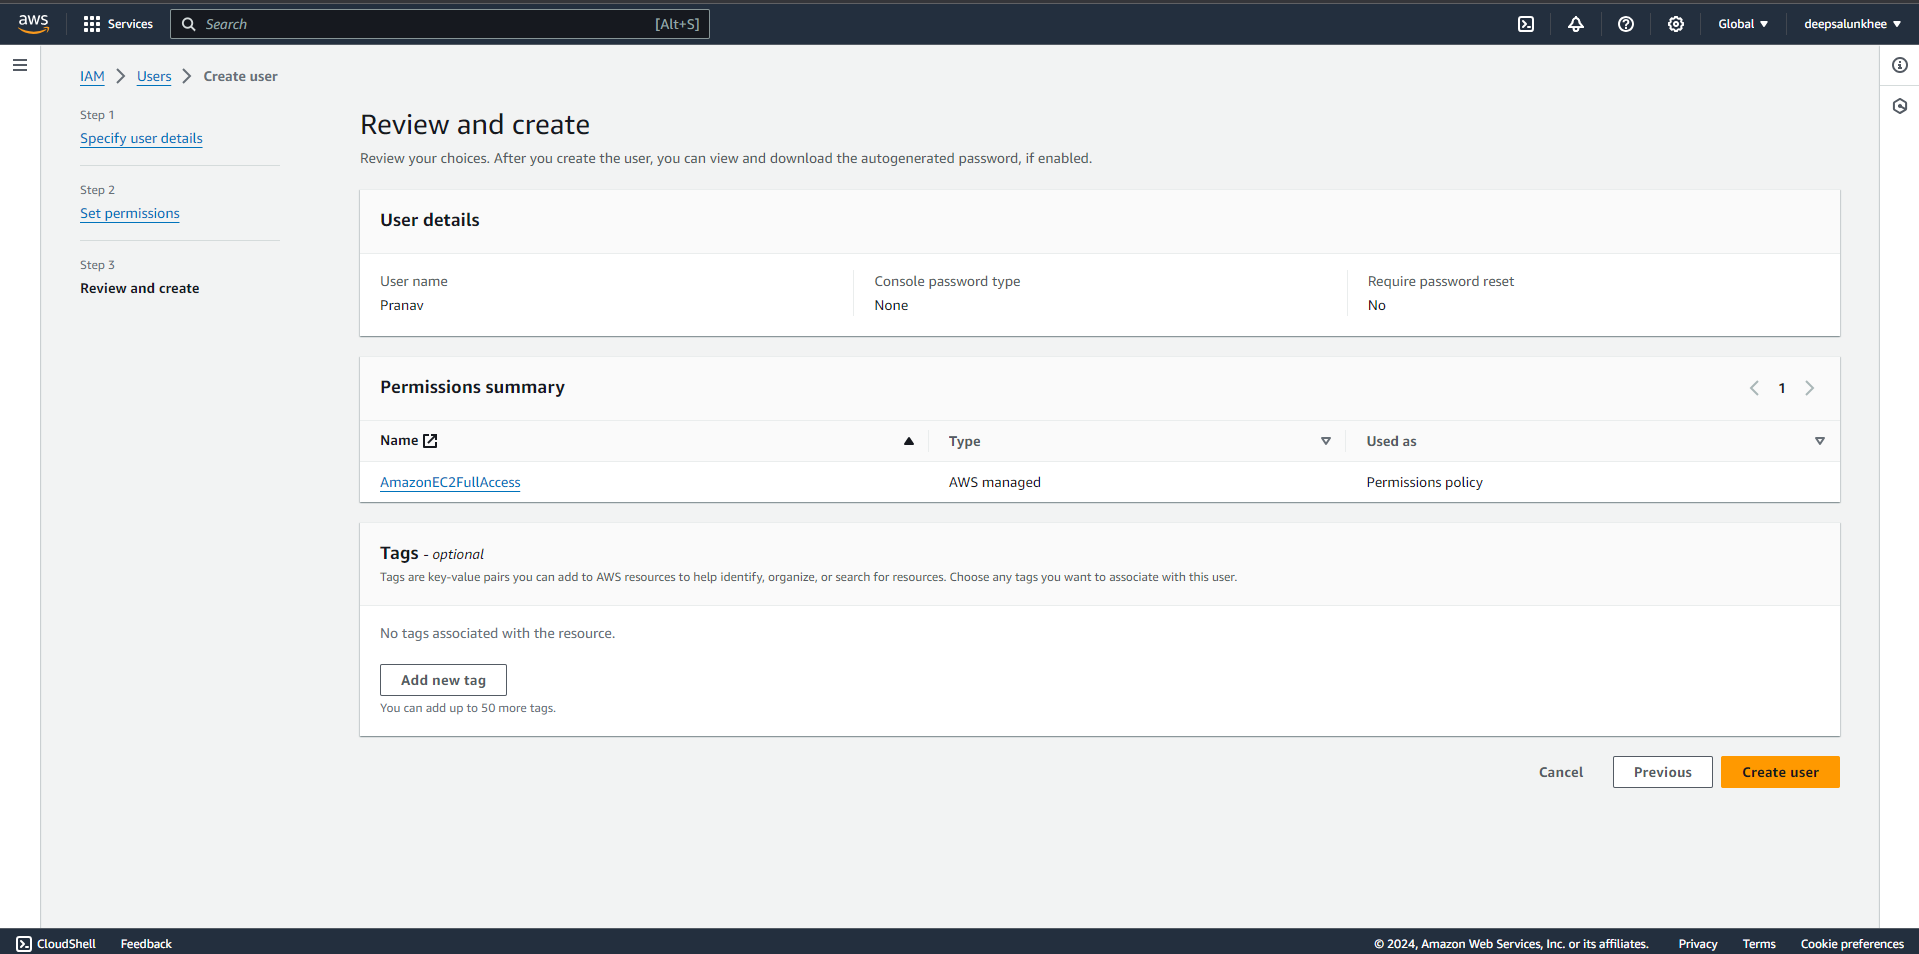 aws Services Search [Alt+S] Global deepsalunkhee
IAM Users Create user
Step 1
Specify user details
Step 2
Set permissions
Step 3
Review and create
Review and create
Review your choices. After you create the user, you can view and download the autogenerated password, if enabled.
User details
User name
Pranav
Console password type
None
Require password reset
No
Permissions summary
1
Name Type Used as
AmazonEC2FullAccess AWS managed Permissions policy
Tags - optional
Tags are key-value pairs you can add to AWS resources to help identify, organize, or search for resources. Choose any tags you want to associate with this user.
No tags associated with the resource.
Add new tag
You can add up to 50 more tags.
Cancel Previous Create user
CloudShell Feedback © 2024, Amazon Web Services, Inc. or its affiliates. Privacy Terms Cookie preferences